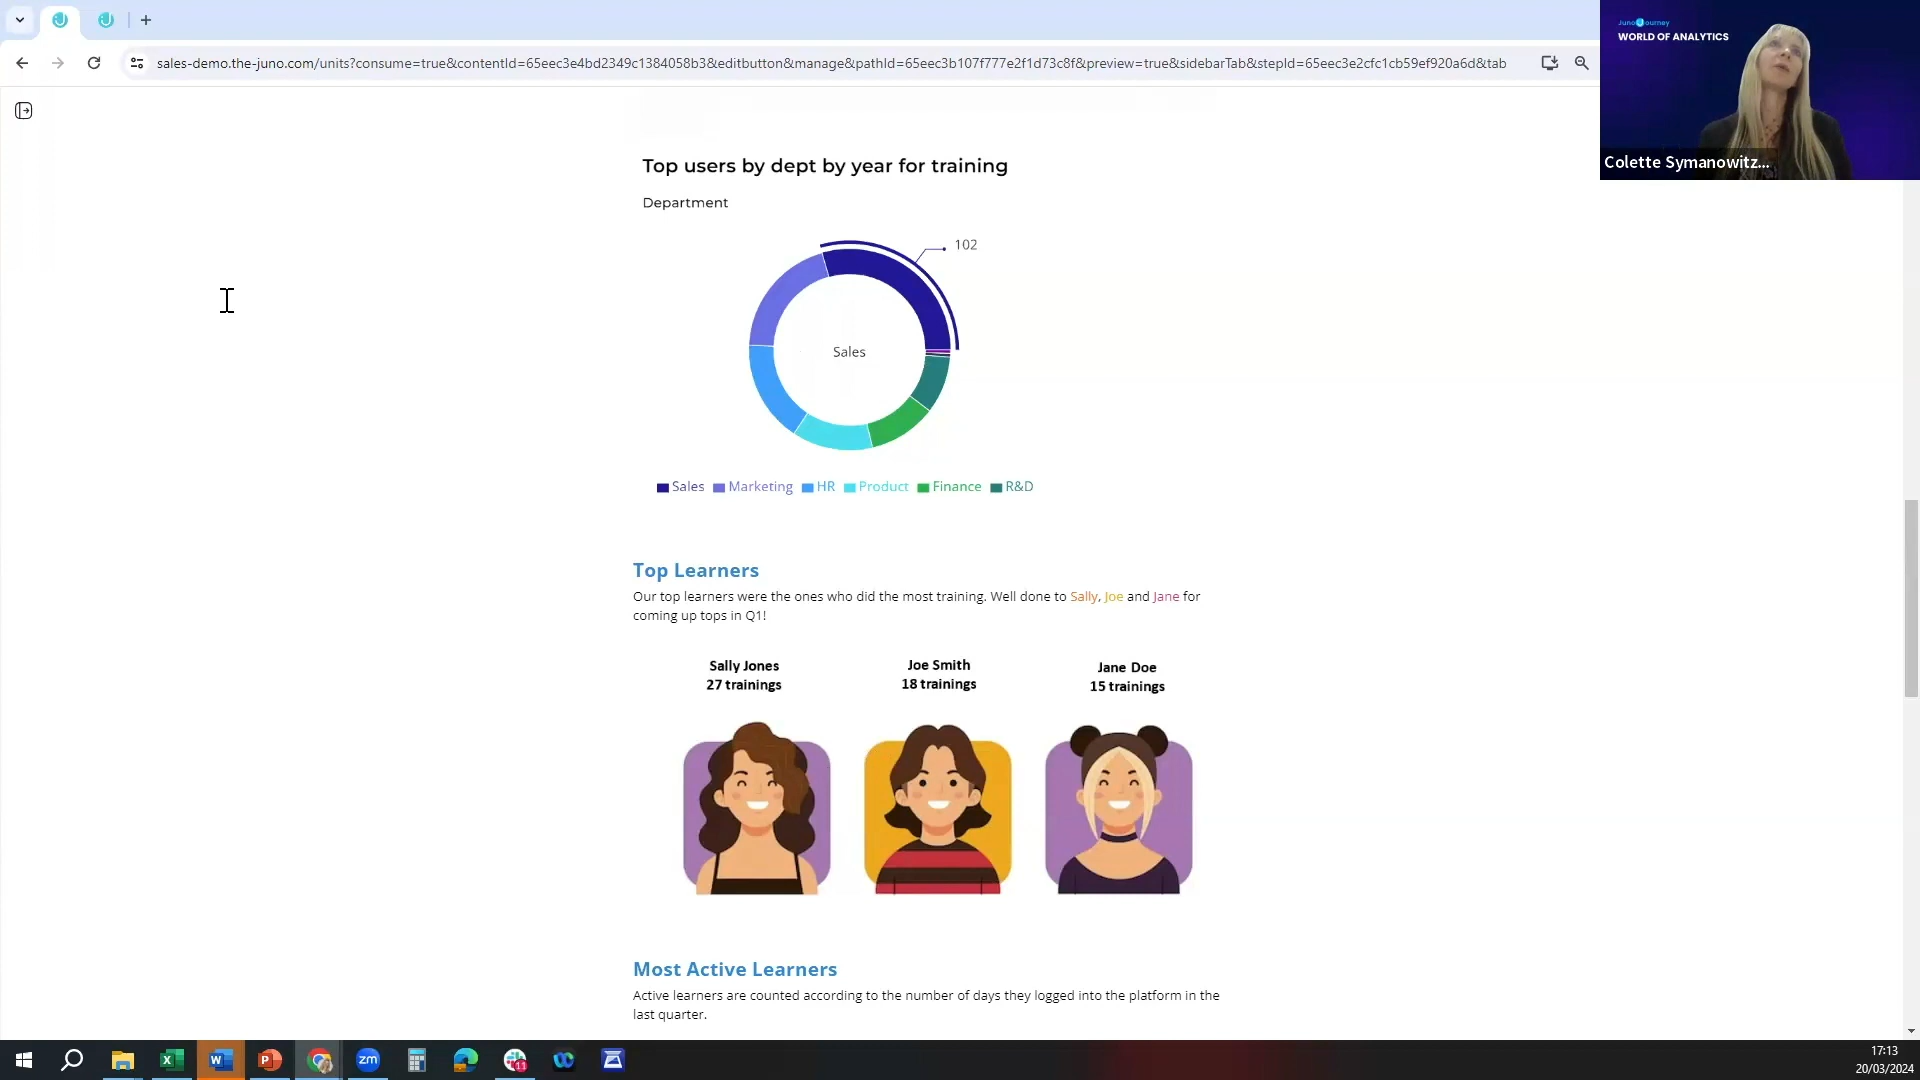 sales-demo.the-juno.com/units?consume=true&contentId=65eec3e4bd2349c1384058b3&editbutton&manage&pathId=65eec3b107f777e2f1d73c8f&preview=true&sidebarTab&stepId=65eec3e2cfc1cb59ef920a6d&tab
JunoJourney
WORLD OF ANALYTICS
Colette Symanowitz...
Top users by dept by year for training
Department
102
Sales
Sales Marketing HR Product Finance R&D
Top Learners
Our top learners were the ones who did the most training. Well done to Sally, Joe and Jane for
coming up tops in Q1!
Sally Jones
27 trainings
Joe Smith
18 trainings
Jane Doe
15 trainings
Most Active Learners
Active learners are counted according to the number of days they logged into the platform in the
last quarter.
zm
11
17:13
20/03/2024